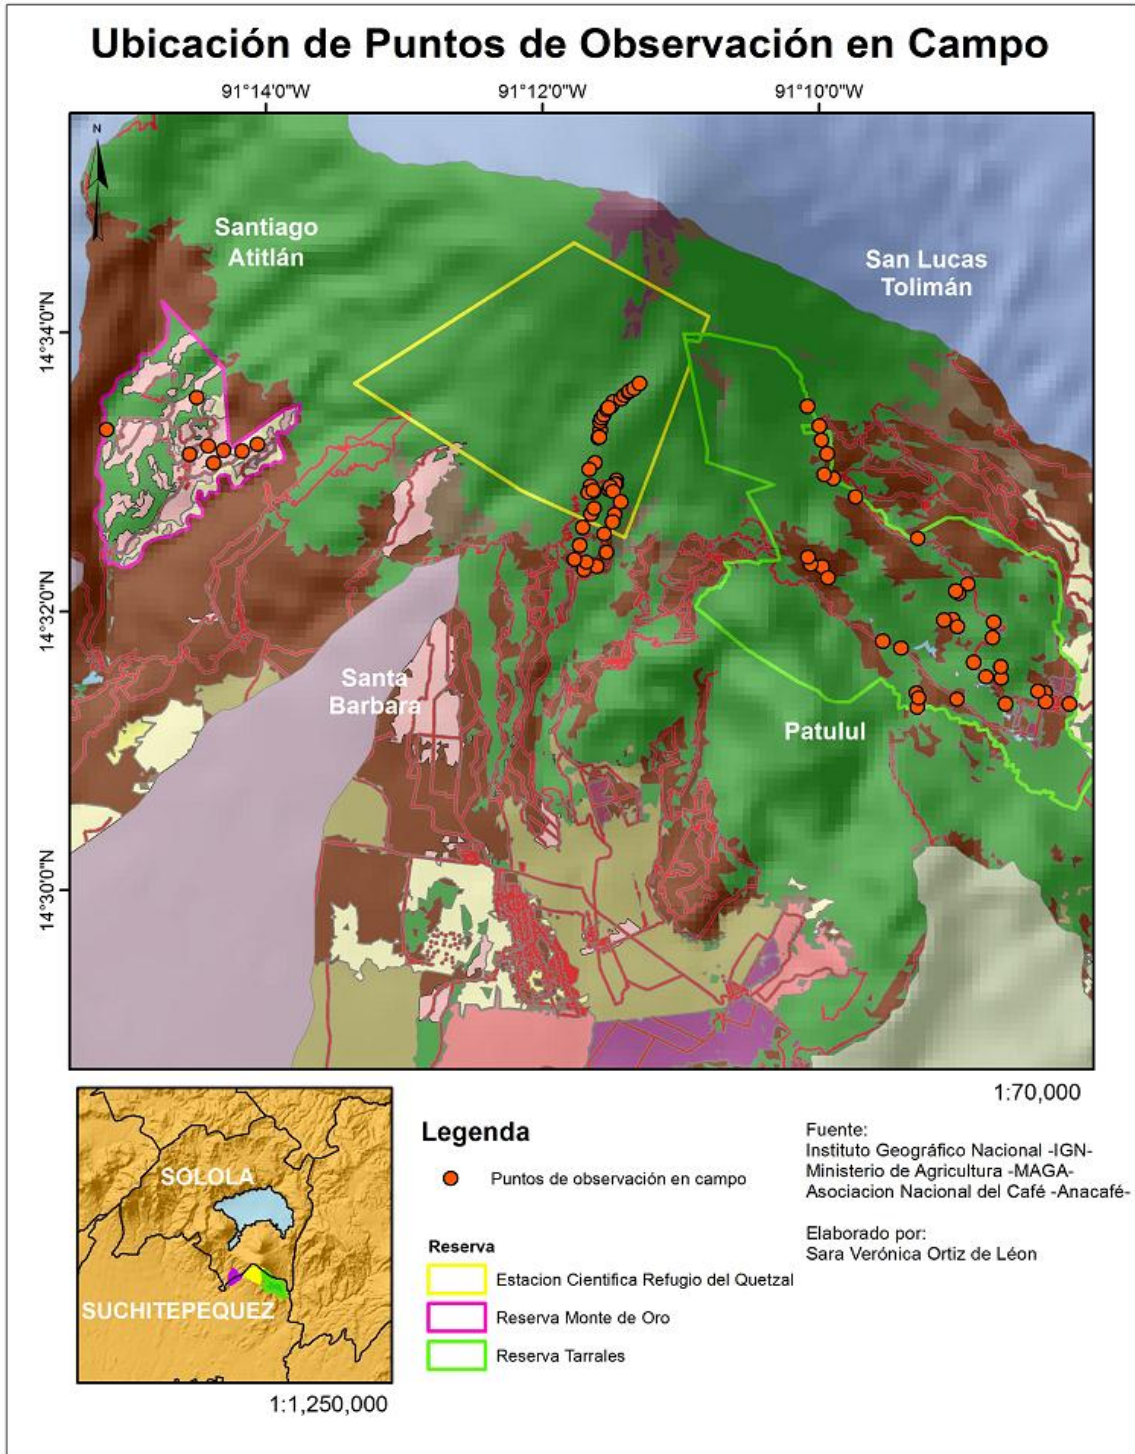 Ubicación de Puntos de Observación en Campo
91°14'0"W
91°12'0"W
91°10'0"W
N
Santiago
Atitlán
San Lucas
Tolimán
14°34'0"N
14°32'0"N
Santa
Barbara
Patulul
14°30'0"N
1:70,000
SOLOLA
SUCHITEPEQUEZ
1:1,250,000
Legenda
Puntos de observación en campo
Reserva
Estacion Cientifica Refugio del Quetzal
Reserva Monte de Oro
Reserva Tarrales
Fuente:
Instituto Geográfico Nacional -IGN-
Ministerio de Agricultura -MAGA-
Asociacion Nacional del Café -Anacafé-
Elaborado por:
Sara Verónica Ortiz de Léon